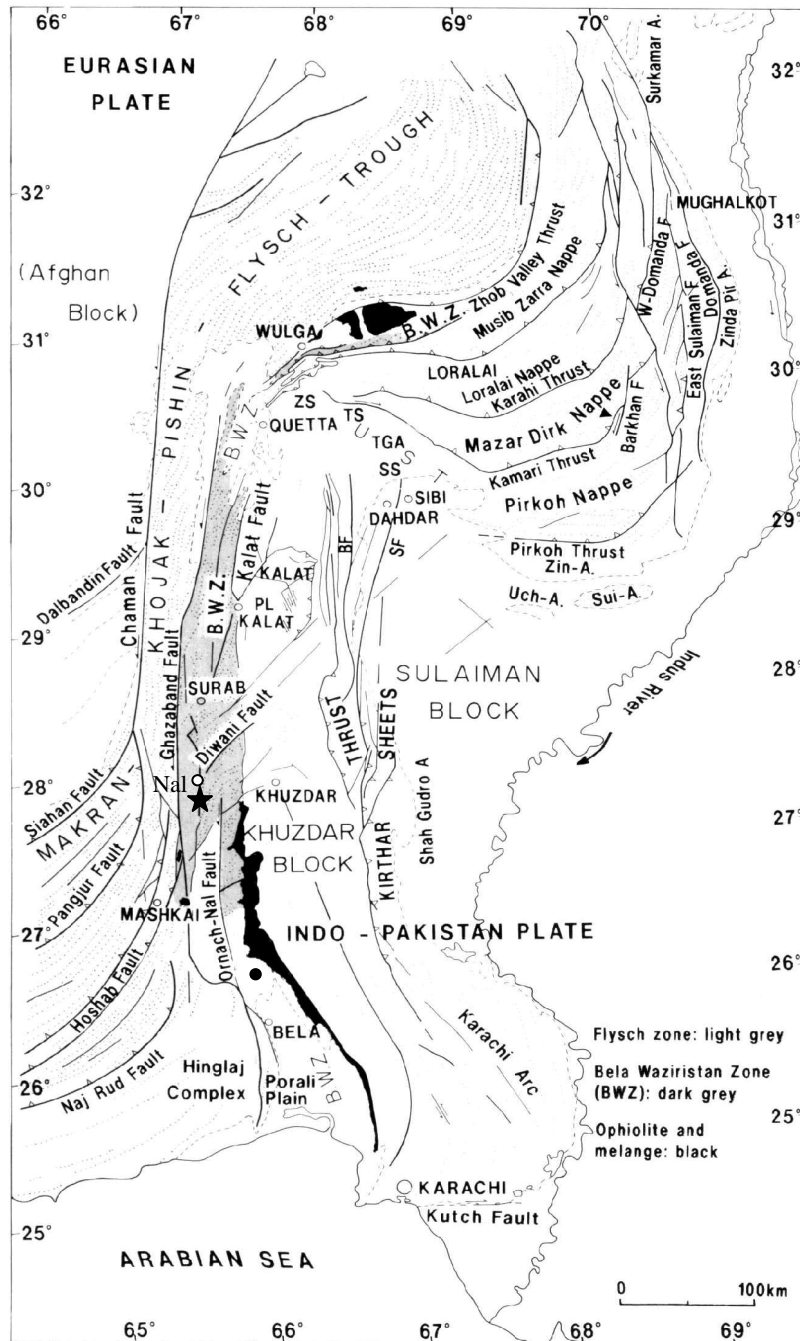 66°
67°
68°
69°
70°
EURASIAN
PLATE
Surkamar A.
32°
FLYSCH - TROUGH
32°
MUGHALKOT
31°
(Afghan
Block)
B.W.Z.
Zhob Valley Thrust
Musib Zarra Nappe
W-Domanda F
East Sulaiman F
Domanda F
Zinda Pir A.
31°
WULGA
30°
LORALAI
Loralai Nappe
Karahi Thrust
BWZ
ZS
TS
QUETTA
U
TGA
S
SS
T
Mazar Dirk Nappe
Barkhan F
Kamari Thrust
30°
SIBI
Pirkoh Nappe
29°
DAHDAR
KHOJAK - PISHIN
Kalat Fault
BF
SF
Pirkoh Thrust
Zin-A.
Dalbandin Fault
Chaman Fault
B.W.Z.
KALAT
Uch-A.
Sui-A.
PL
KALAT
29°
Ghazaband Fault
28°
SULAIMAN
BLOCK
Indus River
SURAB
Diwani Fault
THRUST
SHEETS
28°
Nal
Siahan Fault
KHUZDAR
27°
MAKRAN
KHUZDAR
BLOCK
Shah Gudro A
Panjgur Fault
KIRTHAR
MASHKAI
Ornach-Nal Fault
27°
INDO - PAKISTAN PLATE
26°
Hoshab Fault
BELA
Karachi Arc
Flysch zone: light grey
Naj Rud Fault
Hinglaj
Complex
Porali
Plain
BWZ
26°
Bela Waziristan Zone
(BWZ): dark grey
25°
Ophiolite and
melange: black
KARACHI
Kutch Fault
25°
ARABIAN SEA
0
100km
65°
66°
67°
68°